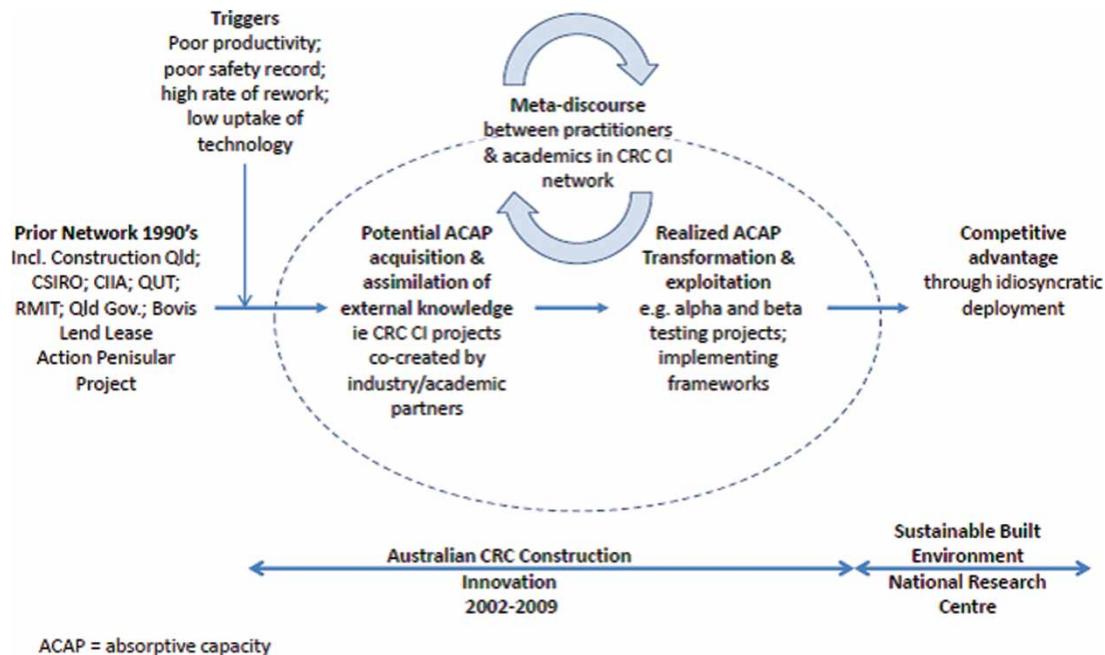 Triggers
Poor productivity;
poor safety record;
high rate of rework;
low uptake of
technology
Meta-discourse
between practitioners
& academics in CRC CI
network
Prior Network 1990's
Incl. Construction Qld;
CSIRO; CIIA; QUT;
RMIT; Qld Gov.; Bovis
Lend Lease
Action Penisular
Project
Potential ACAP
acquisition &
assimilation of
external knowledge
ie CRC CI projects
co-created by
industry/academic
partners
Realized ACAP
Transformation &
exploitation
e.g. alpha and beta
testing projects;
implementing
frameworks
Competitive
advantage
through idiosyncratic
deployment
Australian CRC Construction
Innovation
2002-2009
Sustainable Built
Environment
National Research
Centre
ACAP = absorptive capacity